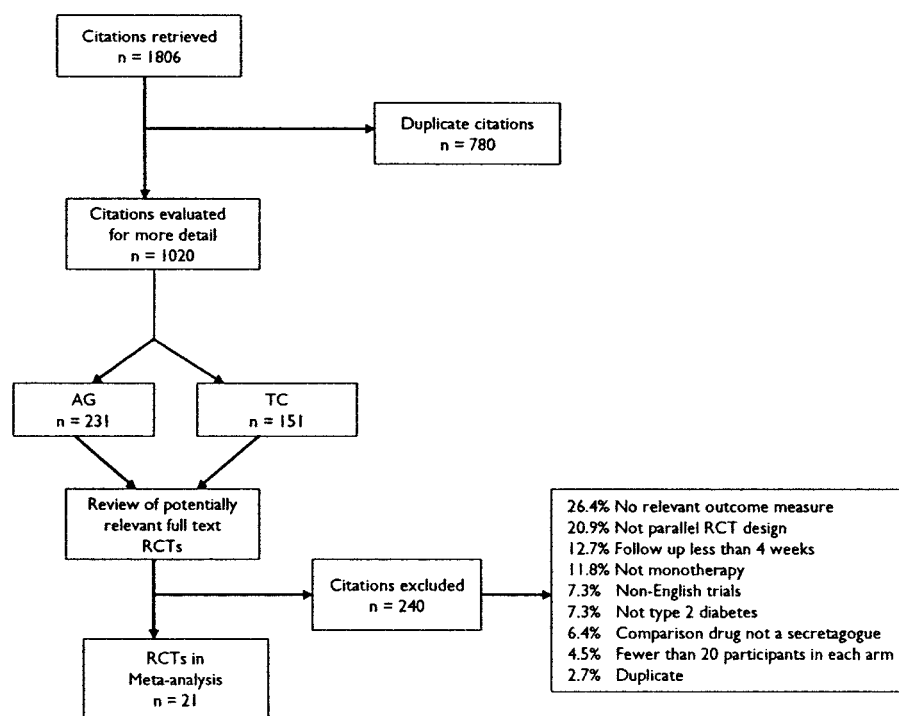 Citations retrieved
n = 1806
Duplicate citations
n = 780
Citations evaluated
for more detail
n = 1020
AG
n = 231
TC
n = 151
Review of potentially
relevant full text
RCTs
Citations excluded
n = 240
26.4% No relevant outcome measure
20.9% Not parallel RCT design
12.7% Follow up less than 4 weeks
11.8% Not monotherapy
7.3% Non-English trials
7.3% Not type 2 diabetes
6.4% Comparison drug not a secretagogue
4.5% Fewer than 20 participants in each arm
2.7% Duplicate
RCTs in
Meta-analysis
n = 21